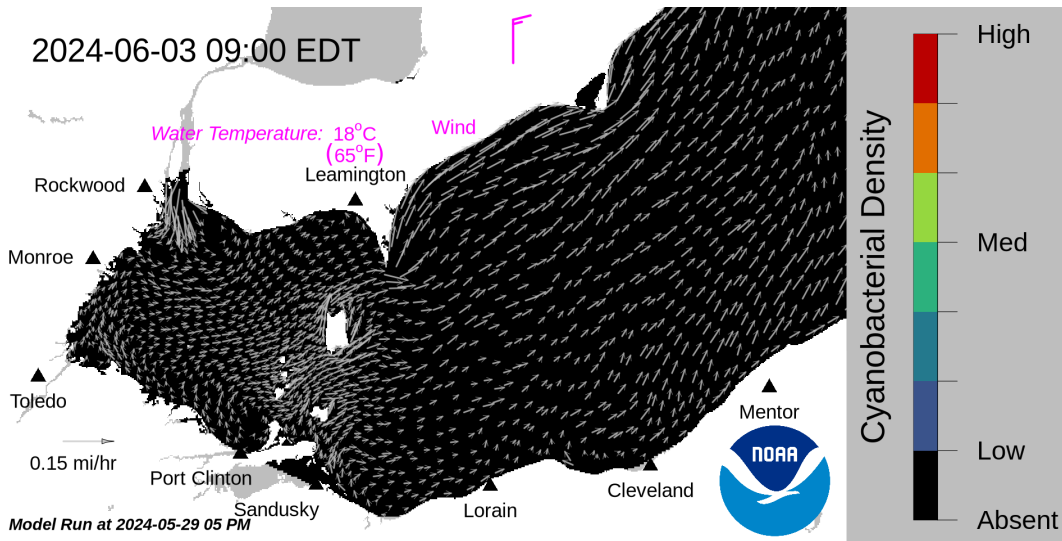 2024-06-03 09:00 EDT
Water Temperature: 18°C
(65°F)
Wind
Leamington
Rockwood
Monroe
Toledo
0.15 mi/hr
Port Clinton
Sandusky
Lorain
Cleveland
Mentor
NOAA
Model Run at 2024-05-29 05 PM
Cyanobacterial Density
High
Med
Low
Absent